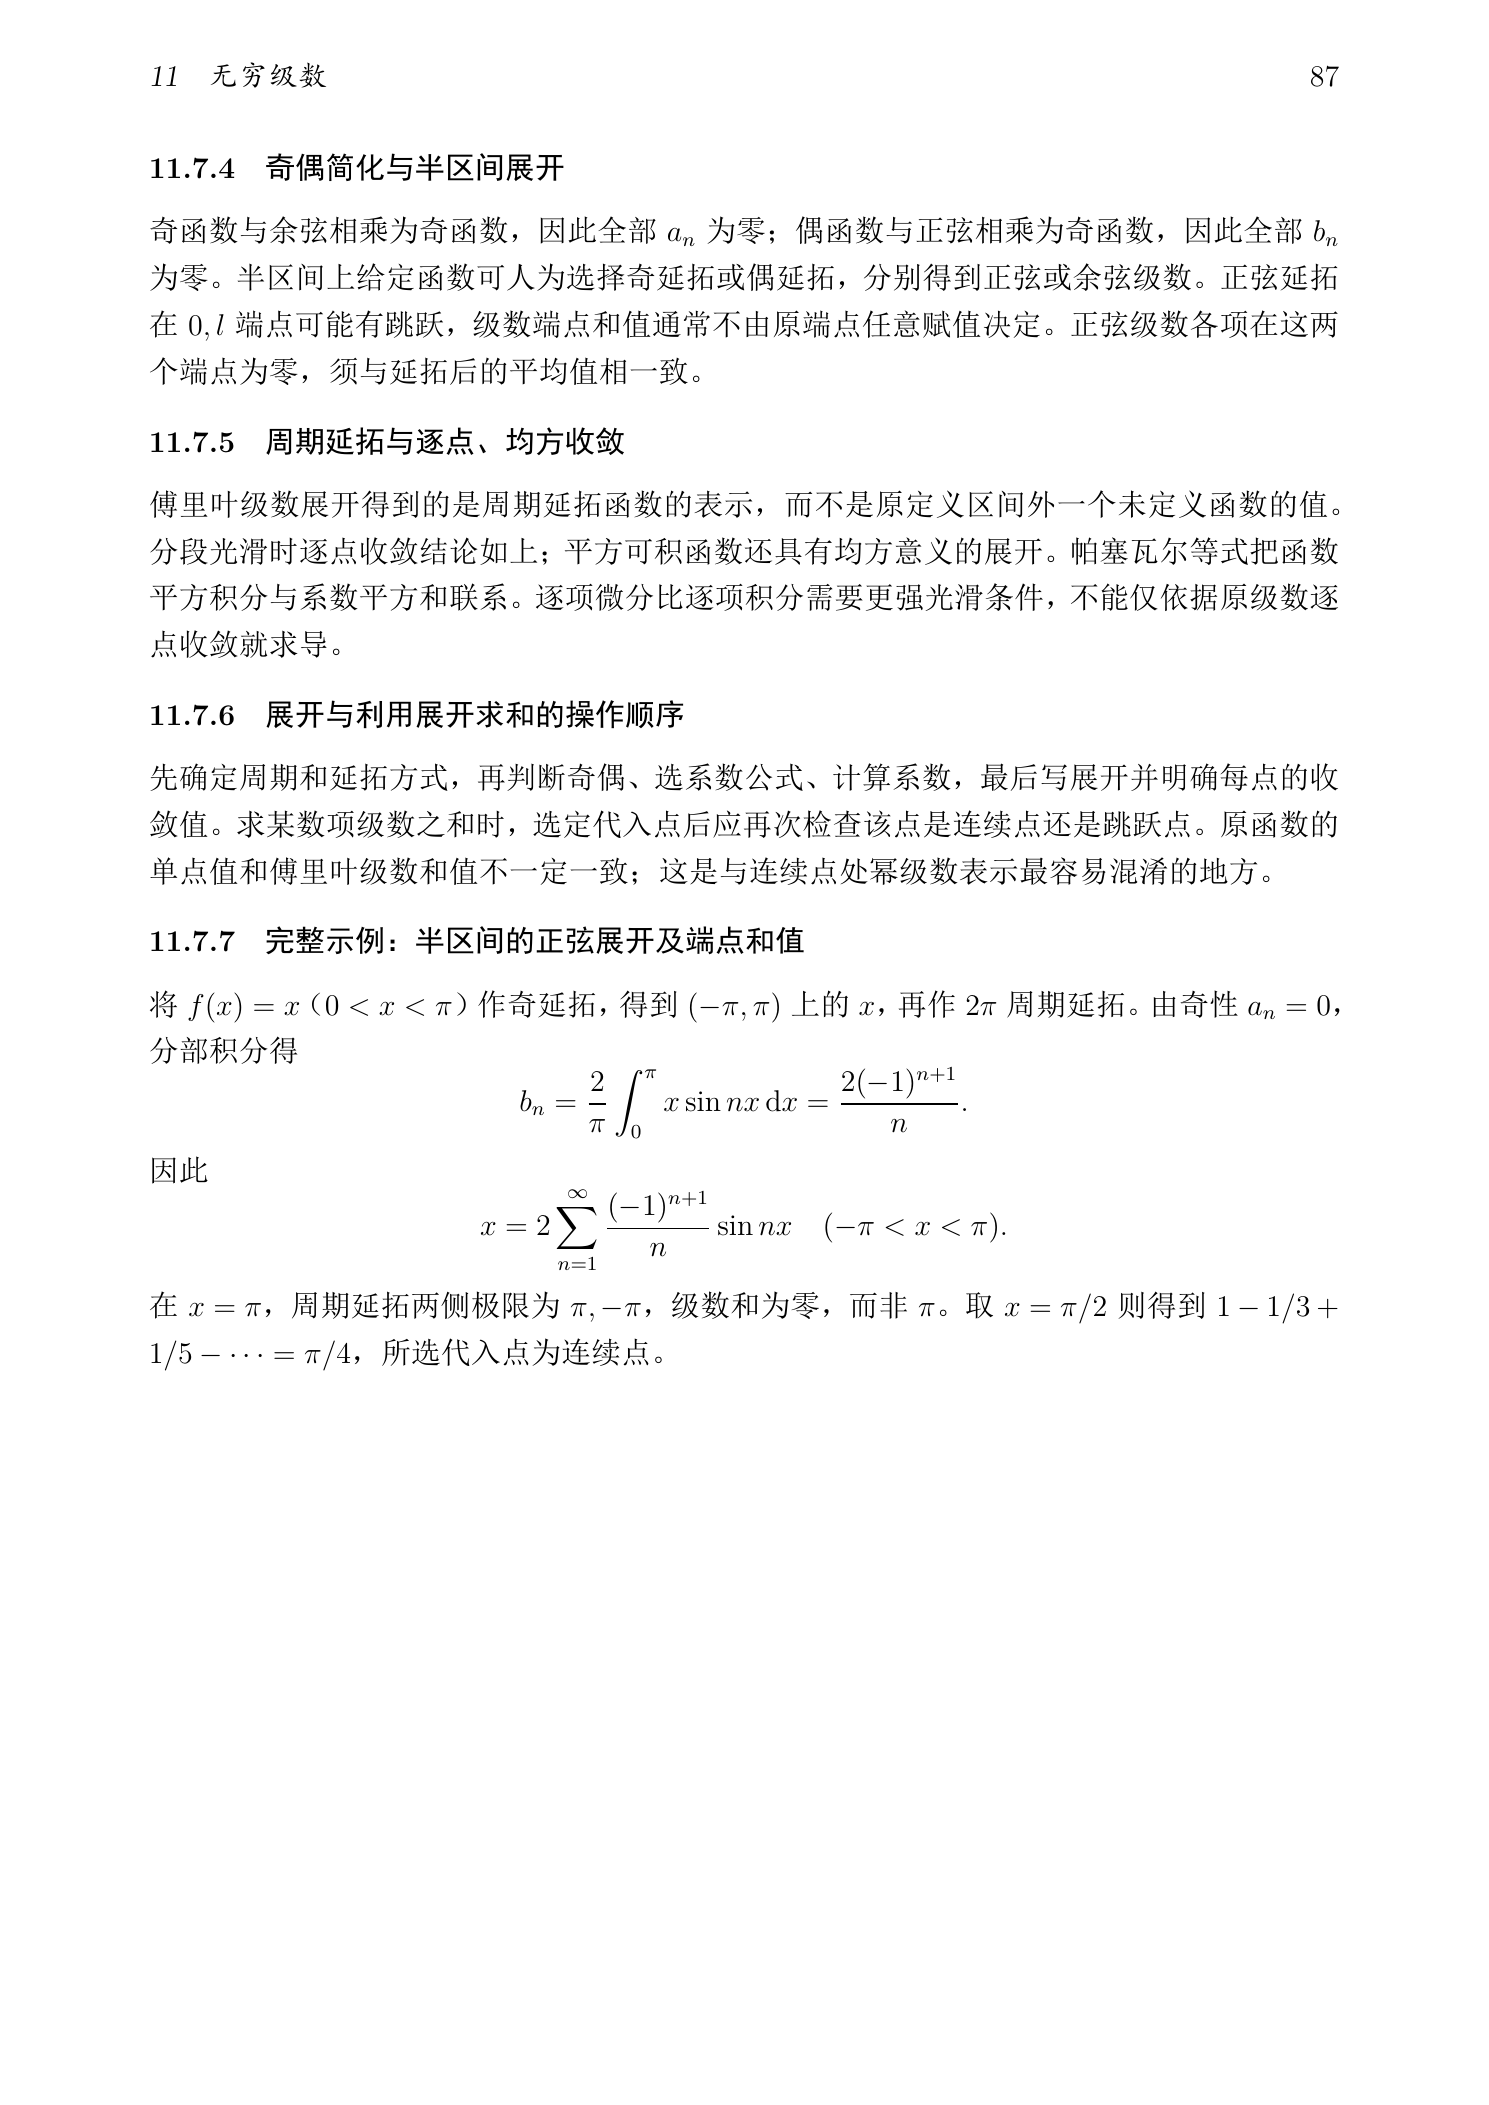 11 无穷级数 87
11.7.4 奇偶简化与半区间展开
奇函数与余弦相乘为奇函数，因此全部 aₙ 为零；偶函数与正弦相乘为奇函数，因此全部 bₙ
为零。半区间上给定函数可人为选择奇延拓或偶延拓，分别得到正弦或余弦级数。正弦延拓
在 0, l 端点可能有跳跃，级数端点和值通常不由原端点任意赋值决定。正弦级数各项在这两
个端点为零，须与延拓后的平均值相一致。
11.7.5 周期延拓与逐点、均方收敛
傅里叶级数展开得到的是周期延拓函数的表示，而不是原定义区间外一个未定义函数的值。
分段光滑时逐点收敛结论如上；平方可积函数还具有均方意义的展开。帕塞瓦尔等式把函数
平方积分与系数平方和联系。逐项微分比逐项积分需要更强光滑条件，不能仅依据原级数逐
点收敛就求导。
11.7.6 展开与利用展开求和的操作顺序
先确定周期和延拓方式，再判断奇偶、选系数公式、计算系数，最后写展开并明确每点的收
敛值。求某数项级数之和时，选定代入点后应再次检查该点是连续点还是跳跃点。原函数的
单点值和傅里叶级数和值不一定一致；这是与连续点处幂级数表示最容易混淆的地方。
11.7.7 完整示例：半区间的正弦展开及端点和值
将 f(x) = x（0 < x < π）作奇延拓，得到 (−π, π) 上的 x，再作 2π 周期延拓。由奇性 aₙ = 0，
分部积分得
$b_n = \frac{2}{\pi} \int_0^{\pi} x \sin nx \, \mathrm{d}x = \frac{2(-1)^{n+1}}{n}.$
因此
$x = 2 \sum_{n=1}^{\infty} \frac{(-1)^{n+1}}{n} \sin nx \quad (-\pi < x < \pi).$
在 x = π，周期延拓两侧极限为 π, −π，级数和为零，而非 π。取 x = π/2 则得到 1 − 1/3 +
1/5 − ⋯ = π/4，所选代入点为连续点。